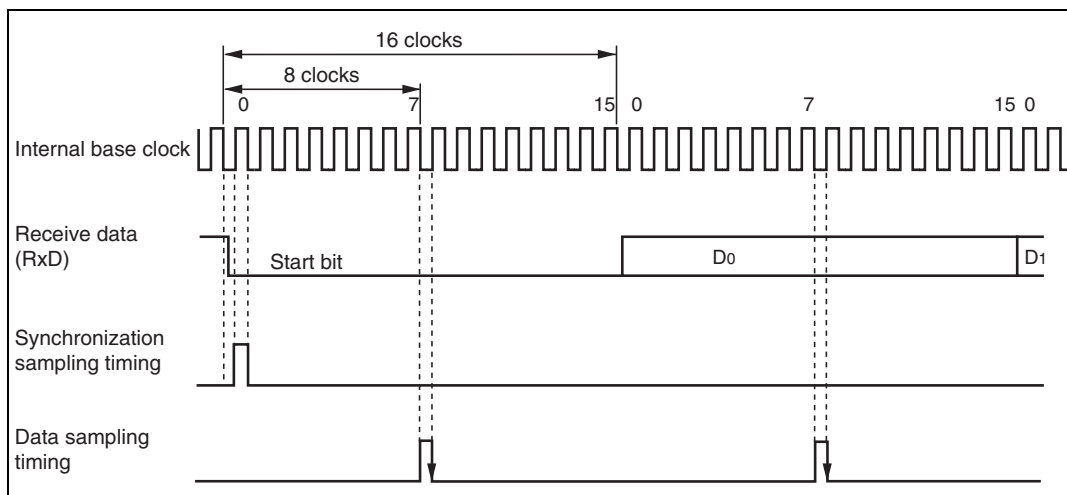 16 clocks
8 clocks
0 7 15 0 7 15 0
Internal base clock
Receive data
(RxD)
Start bit
D0
D1
Synchronization
sampling timing
Data sampling
timing